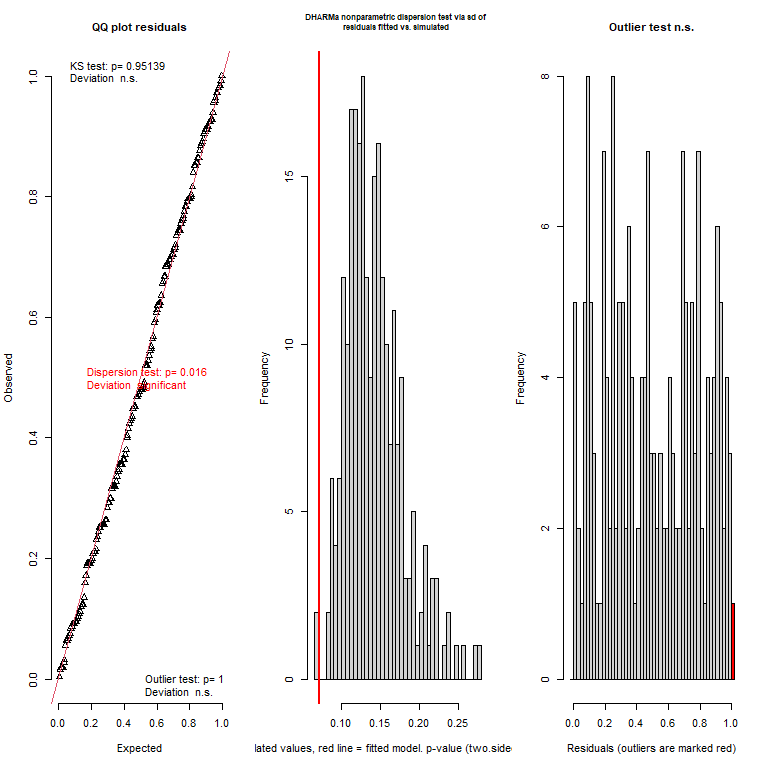 QQ plot residuals
KS test: p= 0.95139
Deviation n.s.
Dispersion test: p= 0.016
Deviation significant
Outlier test: p= 1
Deviation n.s.
Observed
0.0
0.2
0.4
0.6
0.8
1.0
0.0
0.2
0.4
0.6
0.8
1.0
Expected
DHARMa nonparametric dispersion test via sd of
residuals fitted vs. simulated
Frequency
0
5
10
15
0.10
0.15
0.20
0.25
lated values, red line = fitted model. p-value (two.side
Outlier test n.s.
Frequency
0
2
4
6
8
0.0
0.2
0.4
0.6
0.8
1.0
Residuals (outliers are marked red)